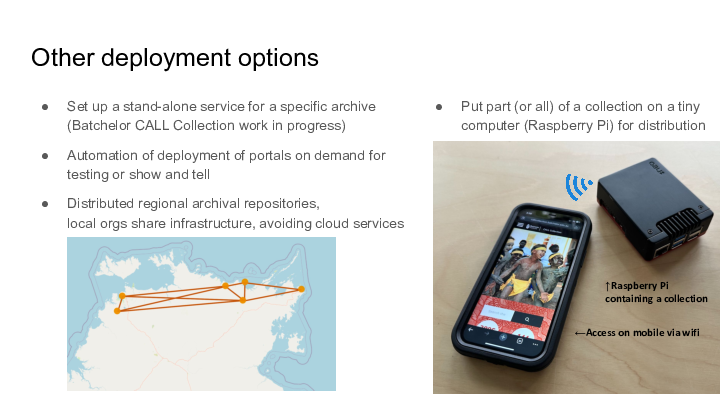 Other deployment options
● Set up a stand-alone service for a specific archive
(Batchelor CALL Collection work in progress)
● Automation of deployment of portals on demand for
testing or show and tell
● Distributed regional archival repositories,
local orgs share infrastructure, avoiding cloud services
● Put part (or all) of a collection on a tiny
computer (Raspberry Pi) for distribution
↑Raspberry Pi
containing a collection
←Access on mobile via wifi